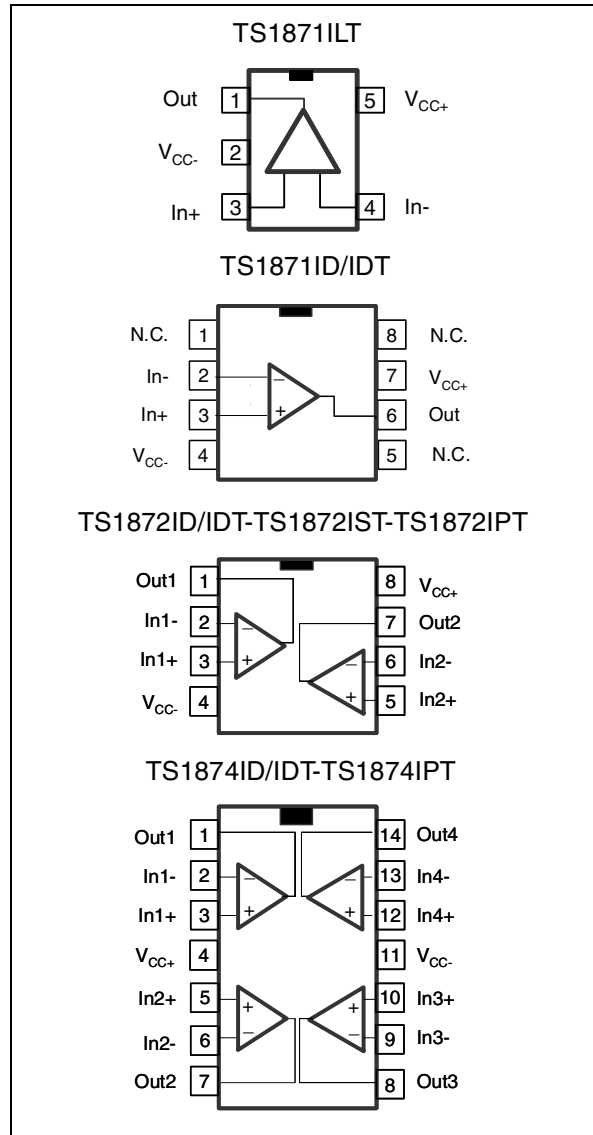 TS1871ILT
Out 1 5 VCC+
VCC- 2
In+ 3 4 In-
TS1871ID/IDT
N.C. 1 8 N.C.
In- 2 − 7 VCC+
In+ 3 + 6 Out
VCC- 4 5 N.C.
TS1872ID/IDT-TS1872IST-TS1872IPT
Out1 1 8 VCC+
In1- 2 − 7 Out2
In1+ 3 + − 6 In2-
VCC- 4 + 5 In2+
TS1874ID/IDT-TS1874IPT
Out1 1 14 Out4
In1- 2 − − 13 In4-
In1+ 3 + + 12 In4+
VCC+ 4 11 VCC-
In2+ 5 + + 10 In3+
In2- 6 − − 9 In3-
Out2 7 8 Out3